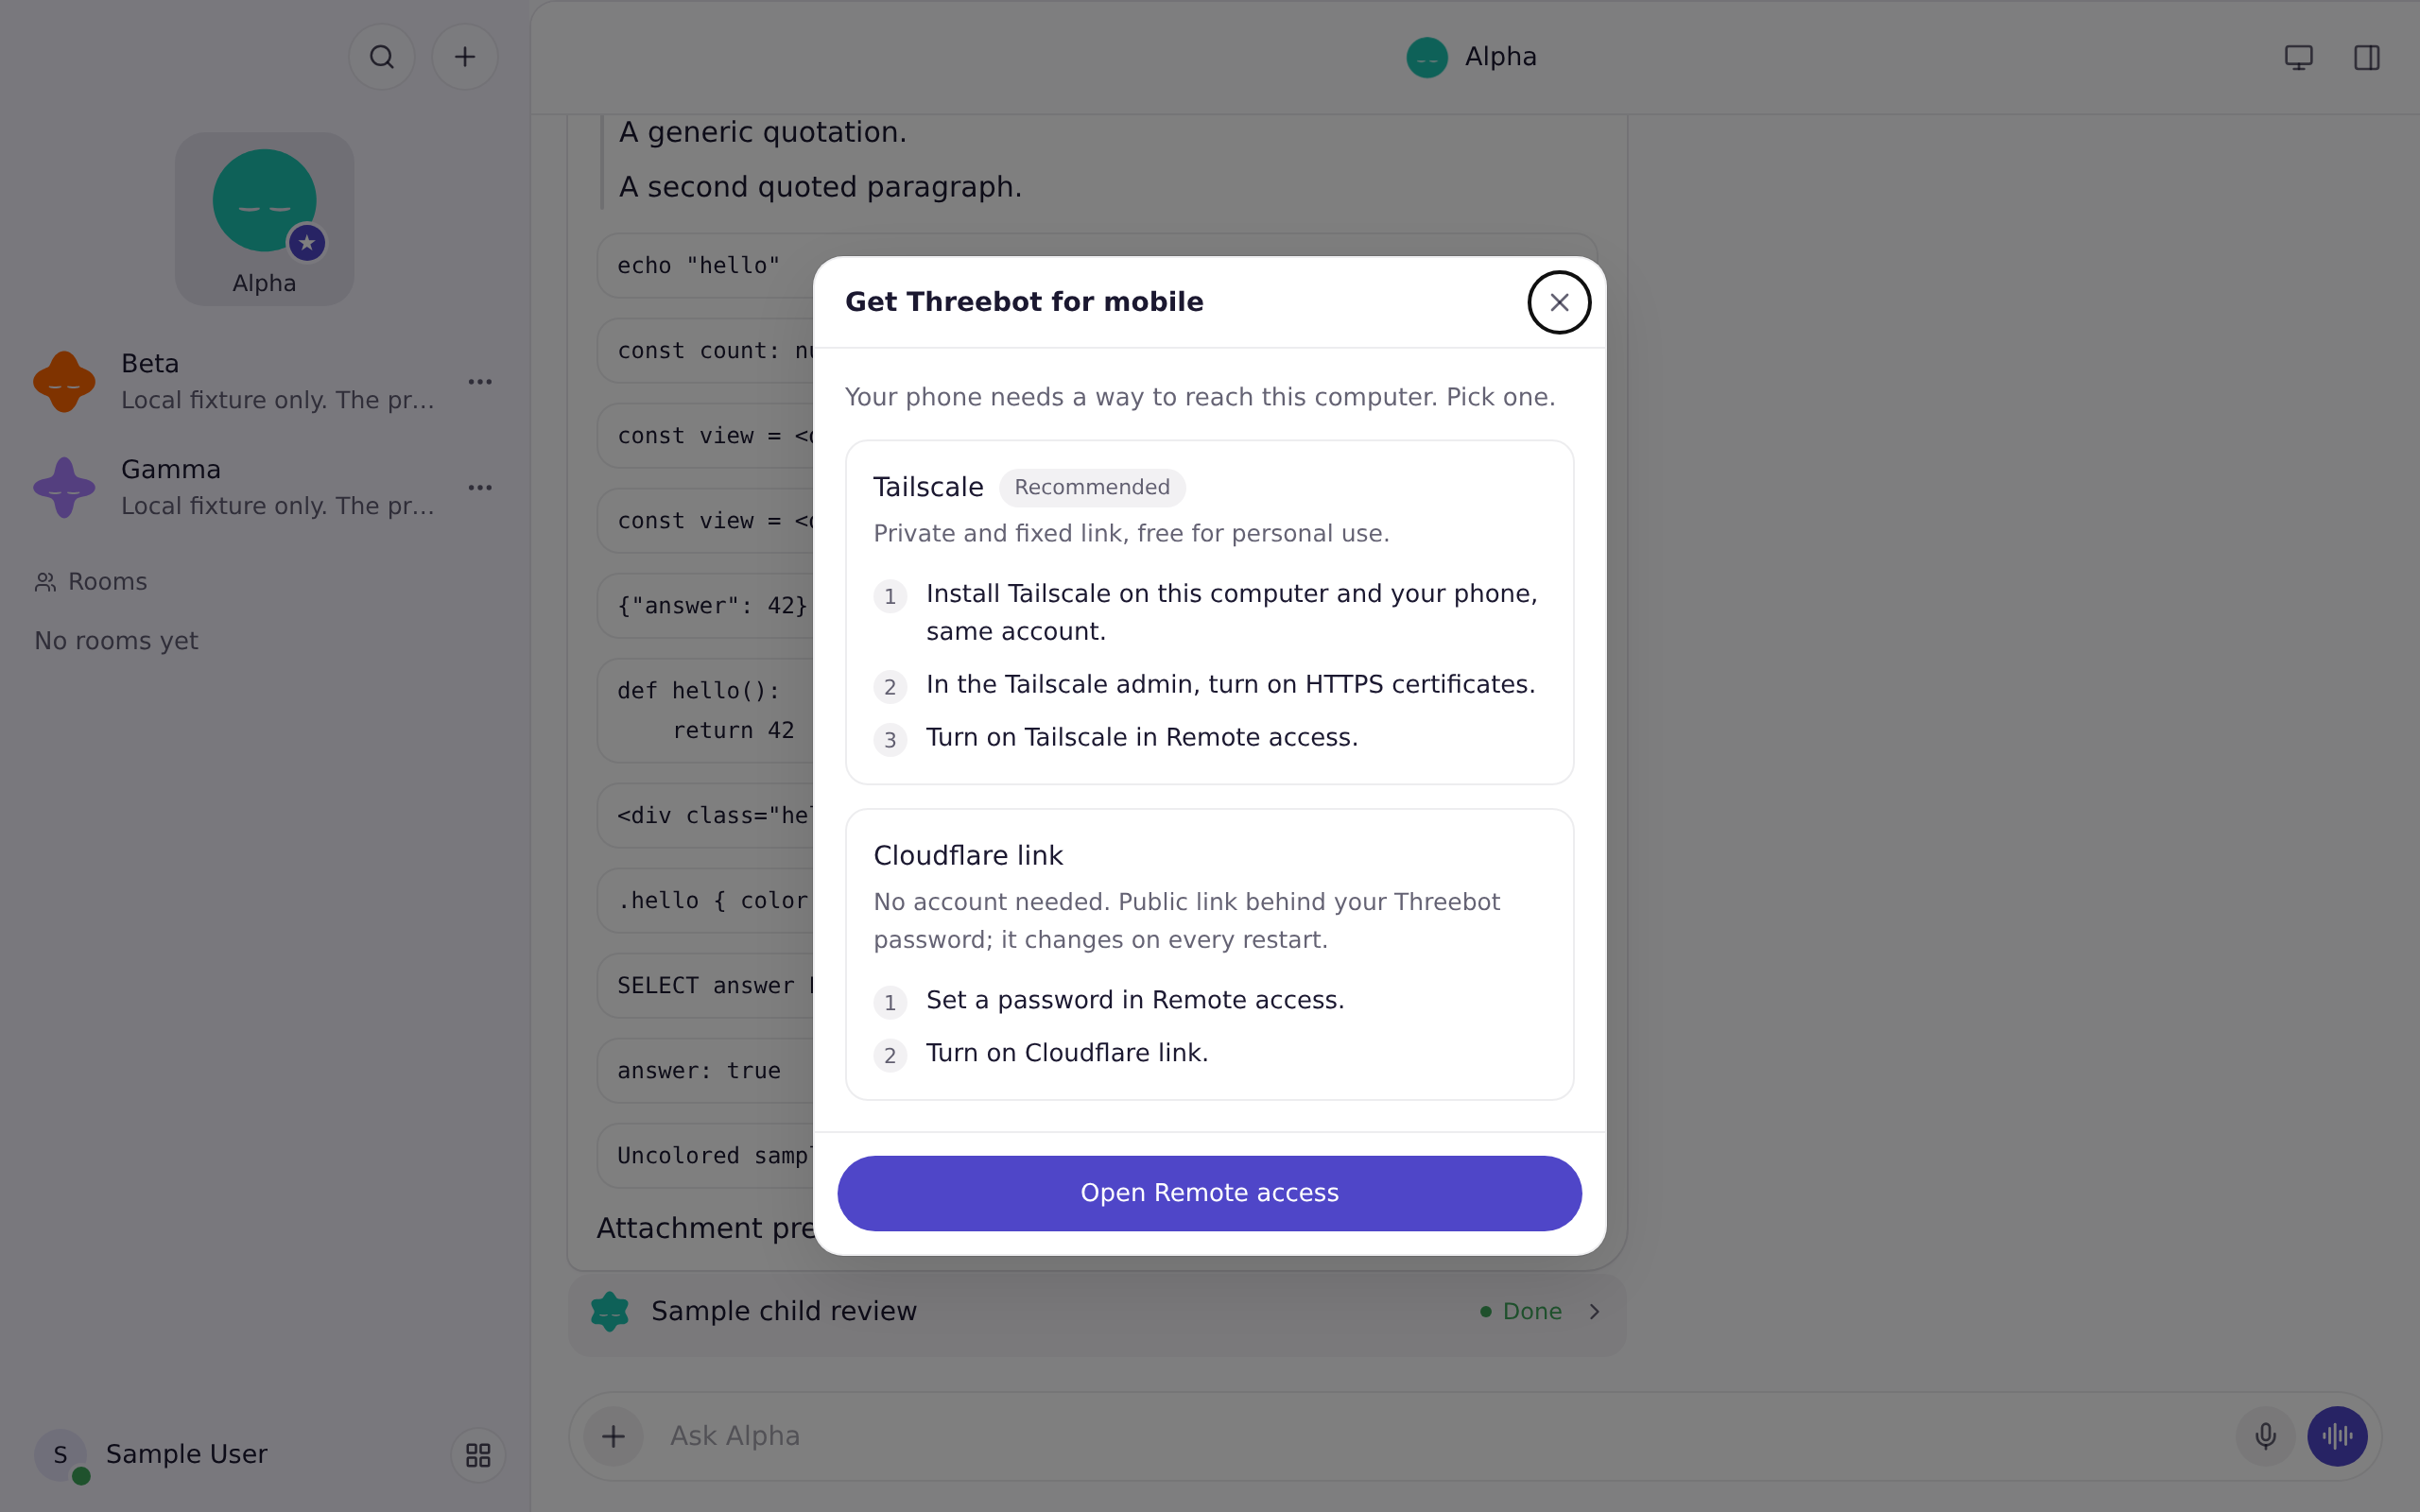 Alpha
Alpha
Beta
Local fixture only. The pr...
Gamma
Local fixture only. The pr...
Rooms
No rooms yet
S
Sample User
A generic quotation.
A second quoted paragraph.
echo "hello"
const count:
const view =
const view =
{"answer": 42}
def hello():
    return 42
<div class="he
.hello { color
SELECT answer
answer: true
Uncolored samp
Attachment pre
Sample child review
Done
Ask Alpha
Get Threebot for mobile
Your phone needs a way to reach this computer. Pick one.
Tailscale Recommended
Private and fixed link, free for personal use.
1 Install Tailscale on this computer and your phone,
same account.
2 In the Tailscale admin, turn on HTTPS certificates.
3 Turn on Tailscale in Remote access.
Cloudflare link
No account needed. Public link behind your Threebot
password; it changes on every restart.
1 Set a password in Remote access.
2 Turn on Cloudflare link.
Open Remote access